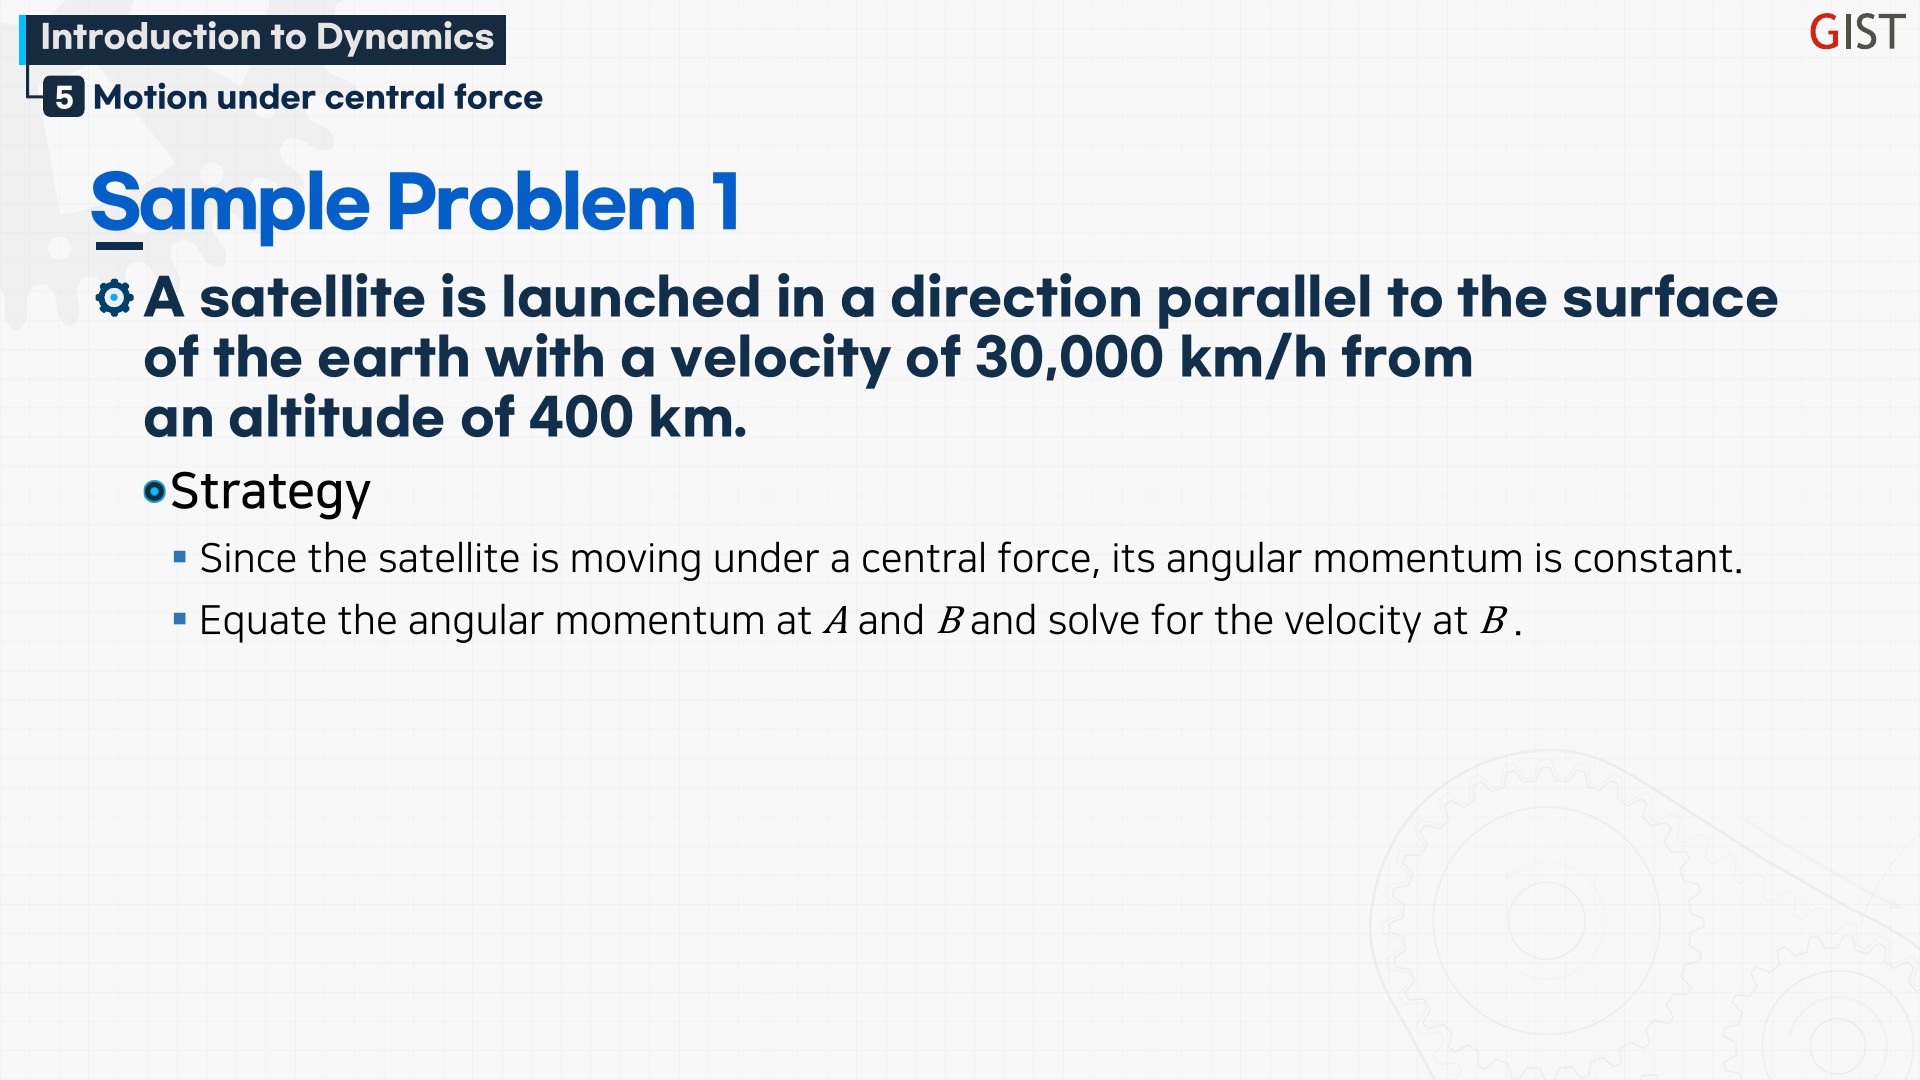 Introduction to Dynamics
GIST
5 Motion under central force
Sample Problem 1
A satellite is launched in a direction parallel to the surface
of the earth with a velocity of 30,000 km/h from
an altitude of 400 km.
Strategy
Since the satellite is moving under a central force, its angular momentum is constant.
Equate the angular momentum at A and B and solve for the velocity at B .